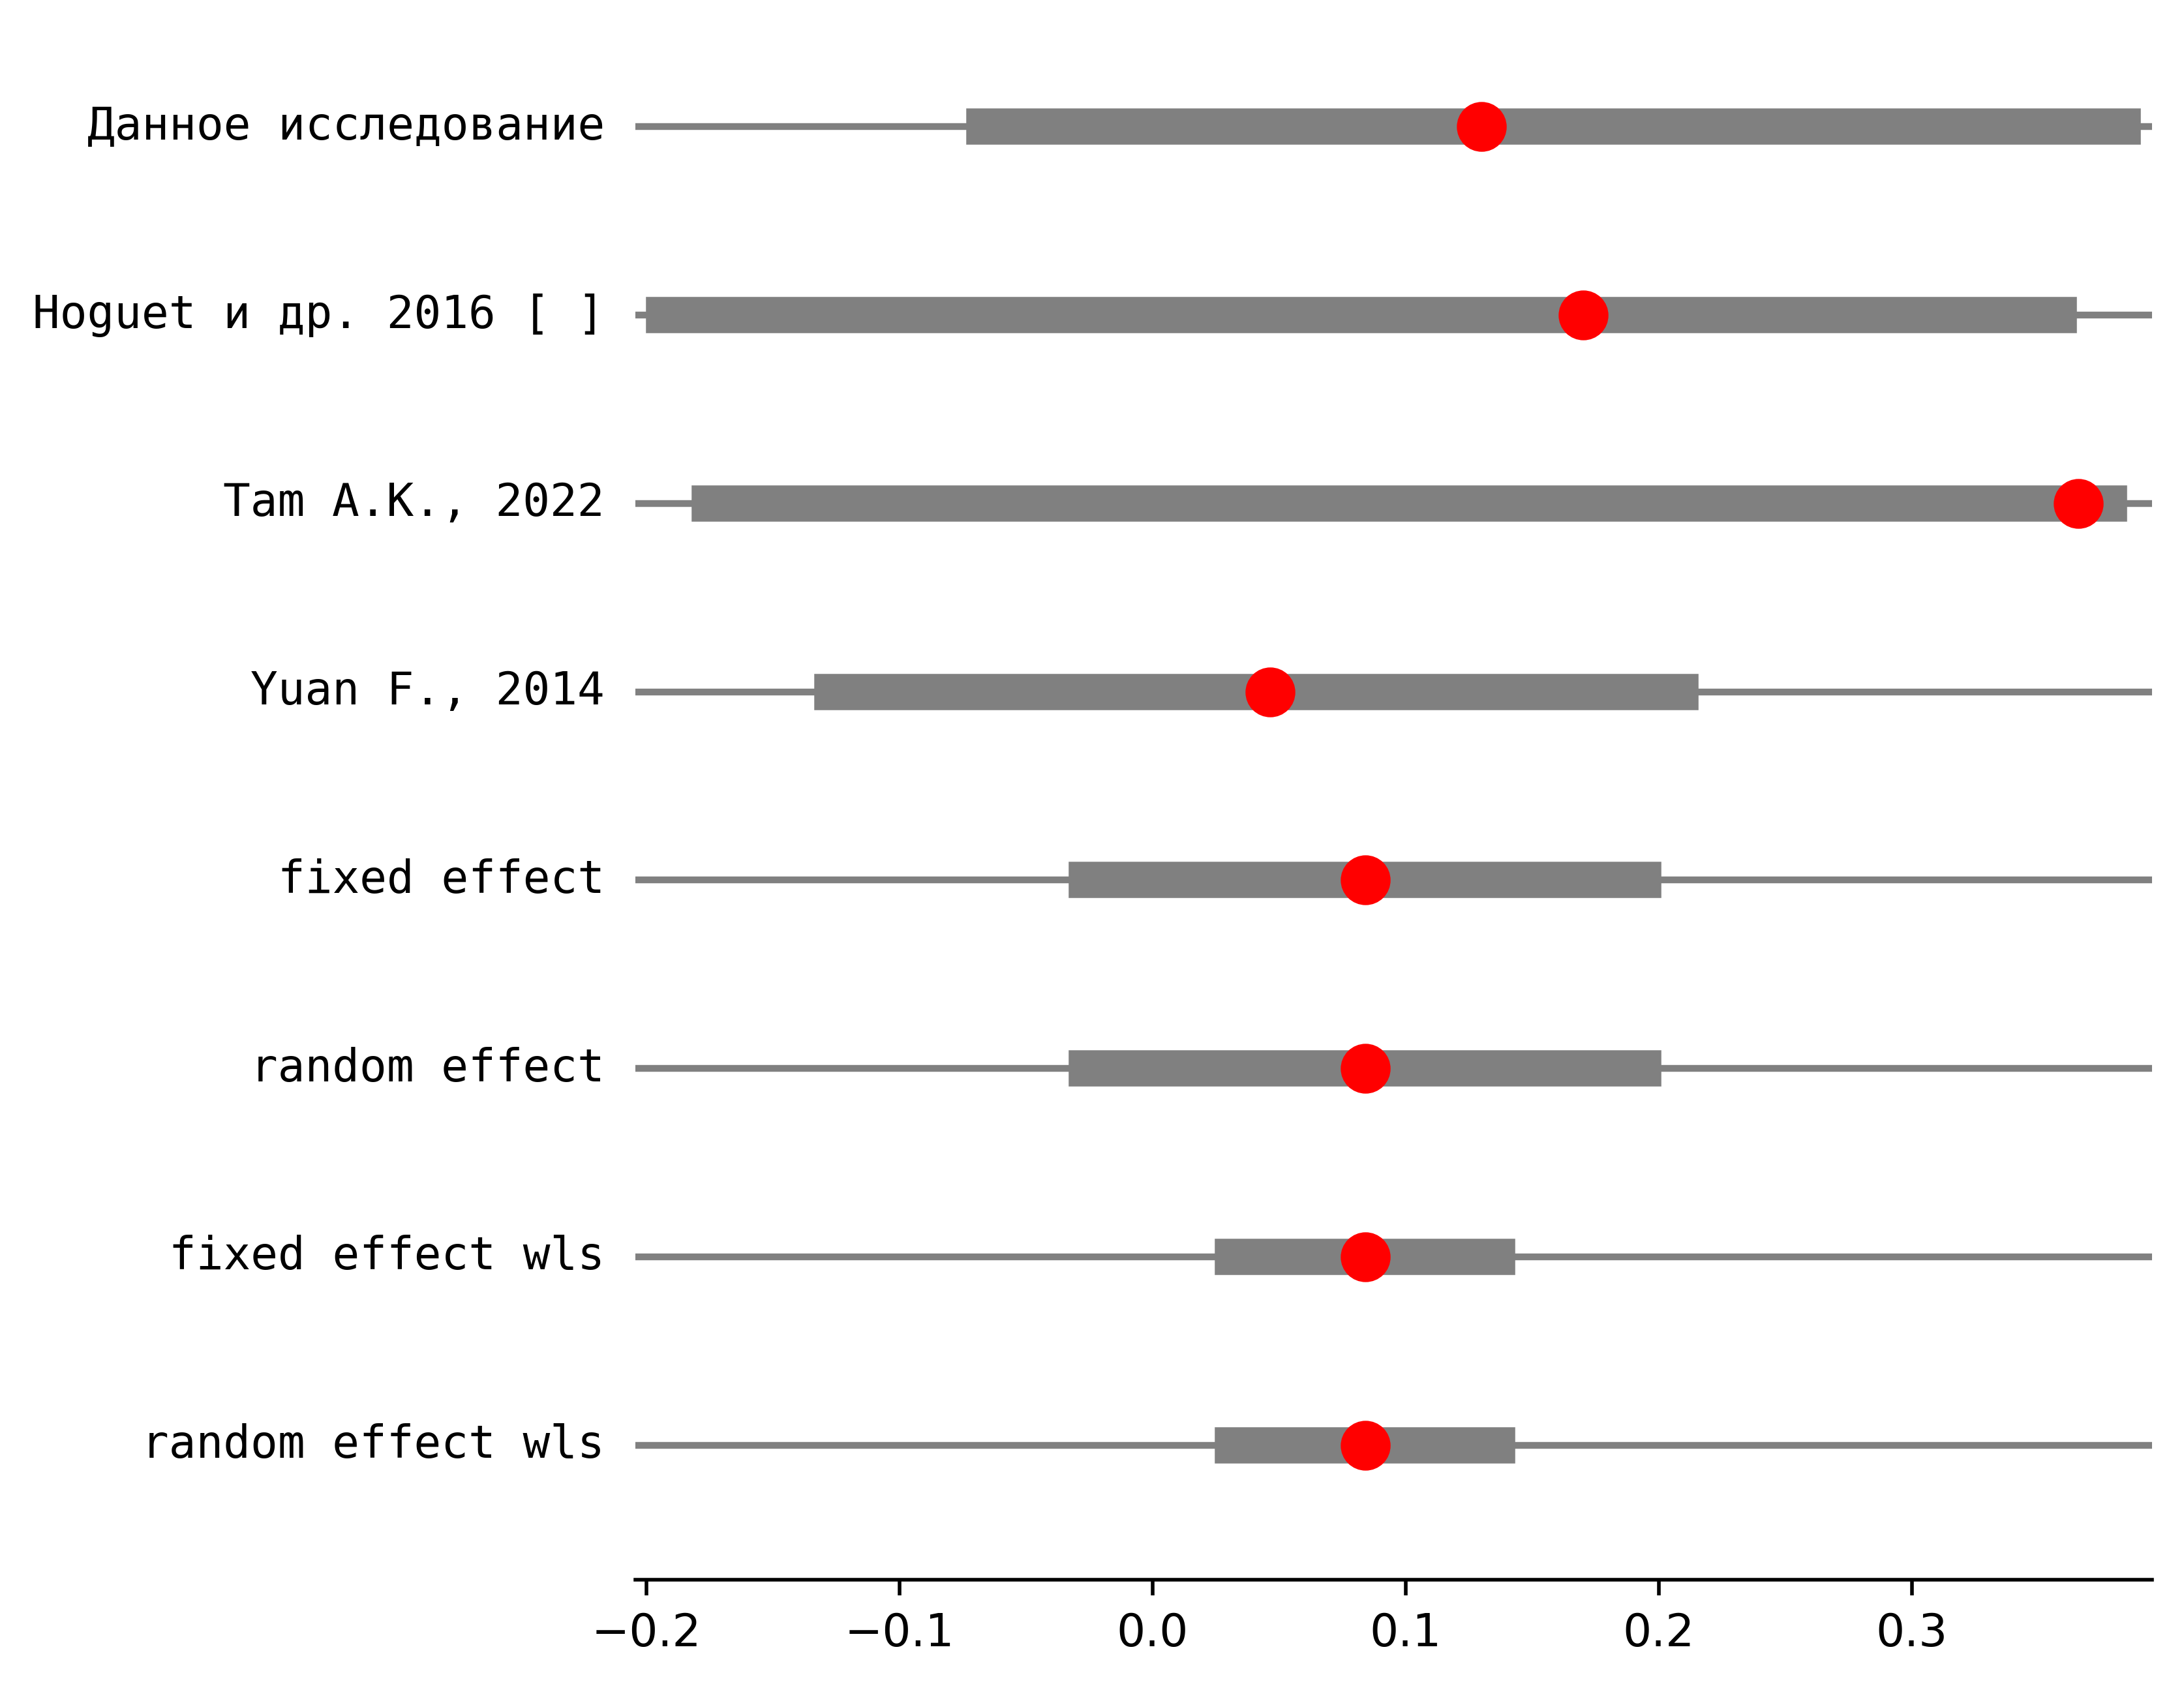 Данное исследование
Hoguet и др. 2016 [ ]
Tam A.K., 2022
Yuan F., 2014
fixed effect
random effect
fixed effect wls
random effect wls
−0.2 −0.1 0.0 0.1 0.2 0.3